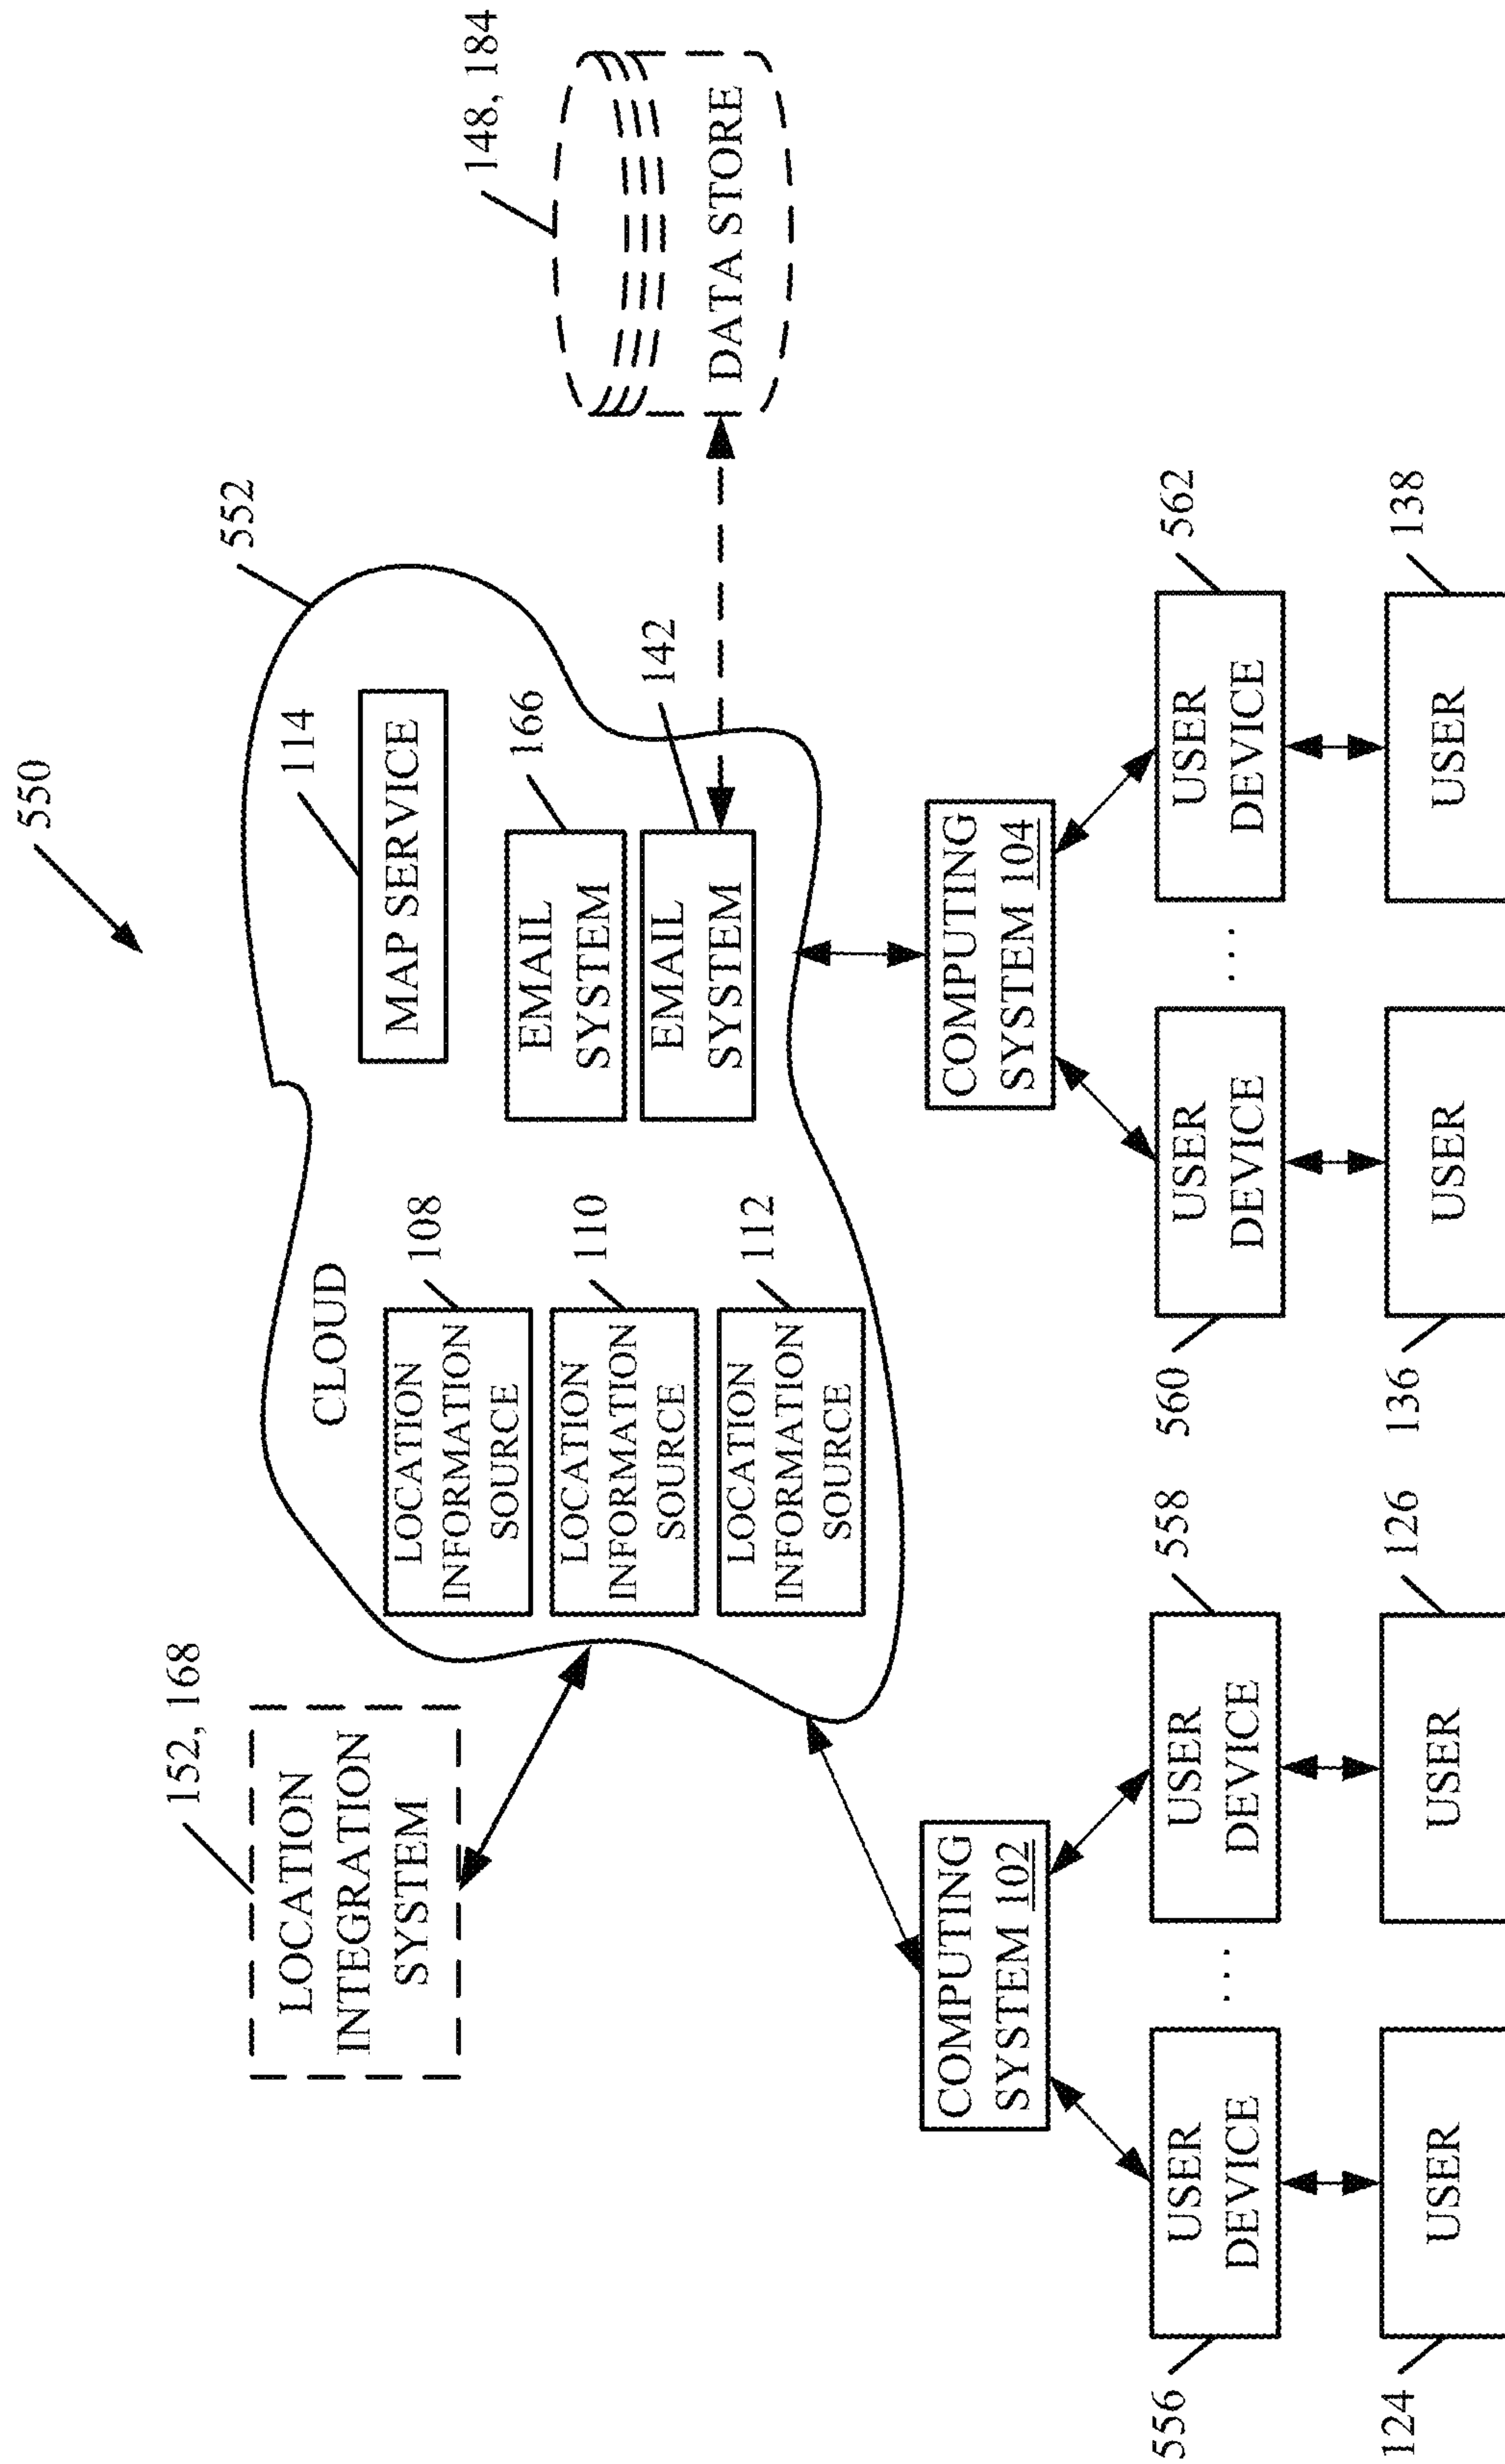 550
152, 168
LOCATION
INTEGRATION
SYSTEM
CLOUD
552
LOCATION
INFORMATION
SOURCE
108
LOCATION
INFORMATION
SOURCE
110
LOCATION
INFORMATION
SOURCE
112
MAP SERVICE
114
EMAIL
SYSTEM
166
EMAIL
SYSTEM
142
148, 184
DATA STORE
COMPUTING
SYSTEM 102
COMPUTING
SYSTEM 104
556
USER
DEVICE
...
USER
DEVICE
558
560
USER
DEVICE
...
USER
DEVICE
562
124
USER
USER
126
136
USER
USER
138